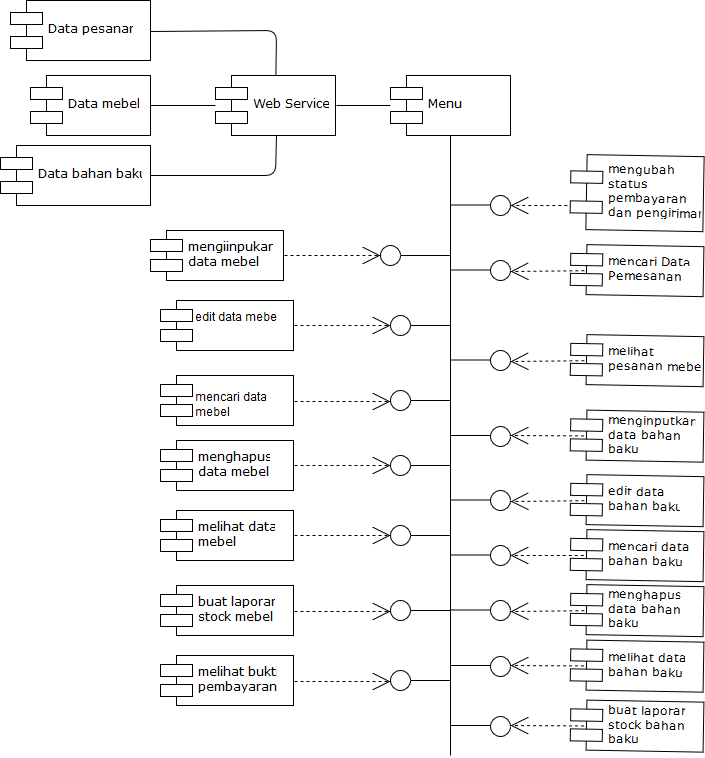 Data pesanar
Data mebel
Web Service
Menu
Data bahan baku
mengiinpukar
data mebel
edit data mebe
mencari data
mebel
menghapus
data mebel
melihat data
mebel
buat laporar
stock mebel
melihat bukt
pembayaran
mengubah
status
pembayaran
dan pengirimar
mencari Data
Pemesanan
melihat
pesanan mebe
menginputkar
data bahan
baku
edit data
bahan baku
mencari data
bahan baku
menghapus
data bahan
baku
melihat data
bahan baku
buat laporar
stock bahan
baku